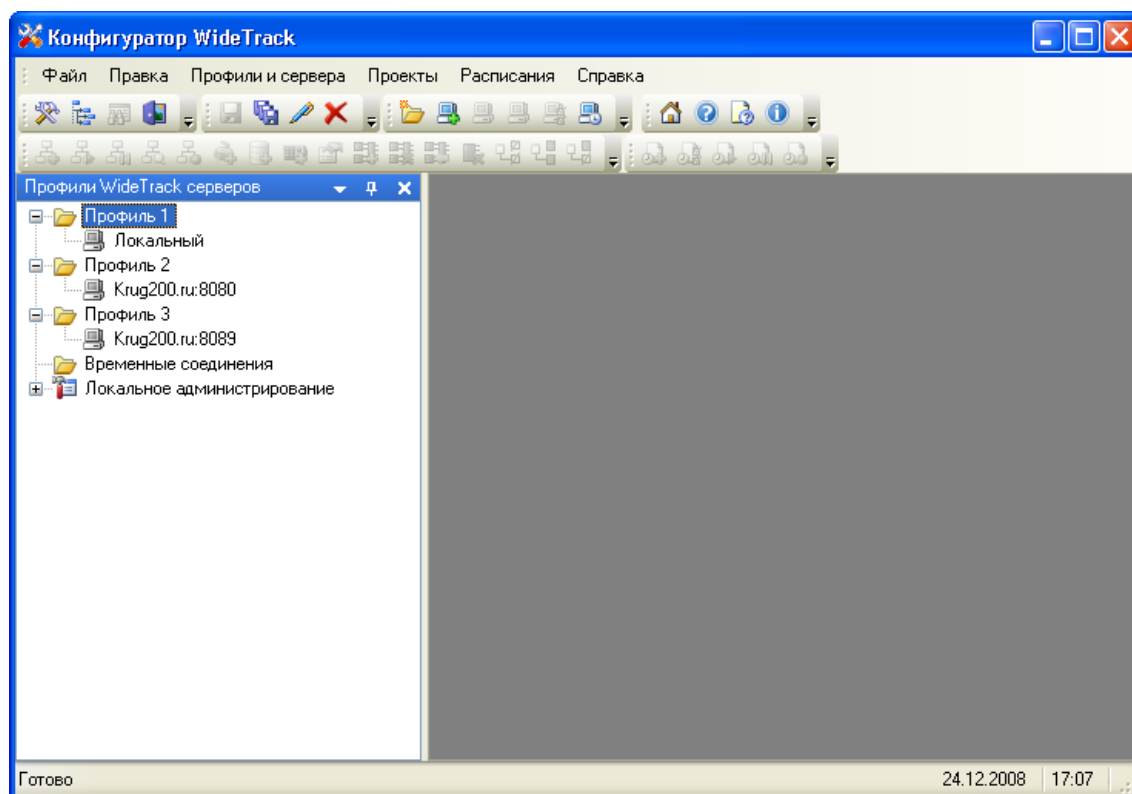 Конфигуратор WideTrack
Файл Правка Профили и сервера Проекты Расписания Справка
Профили WideTrack серверов
Профиль 1
Локальный
Профиль 2
Krug200.ru:8080
Профиль 3
Krug200.ru:8089
Временные соединения
Локальное администрирование
Готово 24.12.2008 17:07